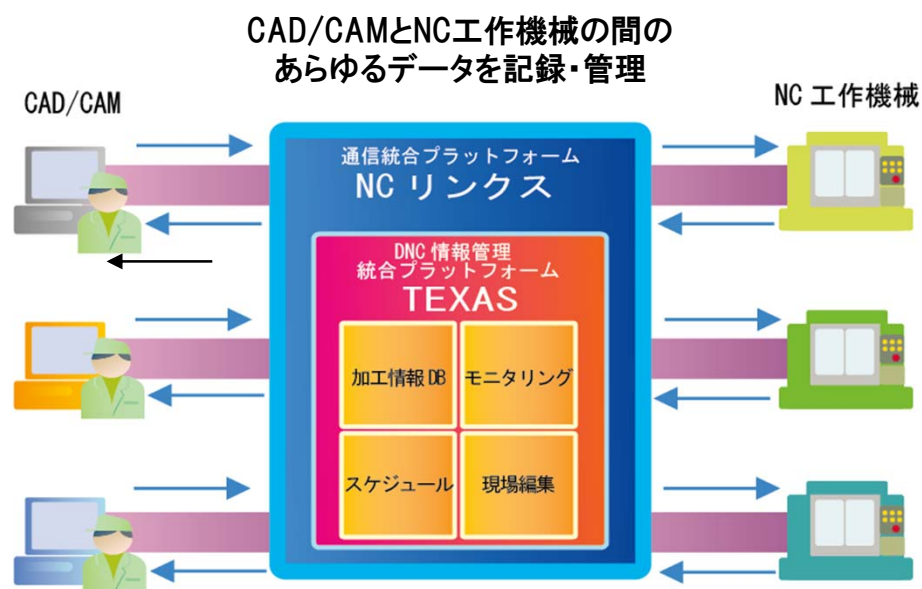 CAD/CAMとNC工作機械の間の
あらゆるデータを記録・管理
CAD/CAM
NC 工作機械
通信統合プラットフォーム
NC リンクス
DNC 情報管理
統合プラットフォーム
TEXAS
加工情報 DB
モニタリング
スケジュール
現場編集